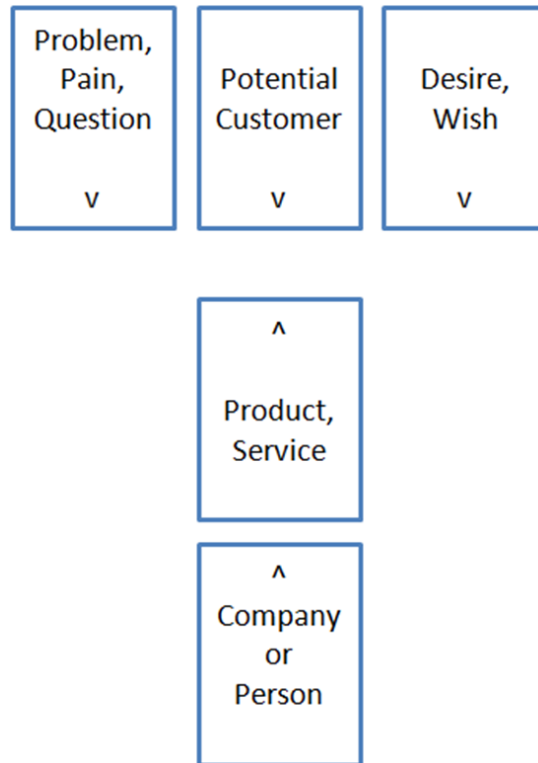 Problem,
Pain,
Question
v
Potential
Customer
v
Desire,
Wish
v
^
Product,
Service
^
Company
or
Person